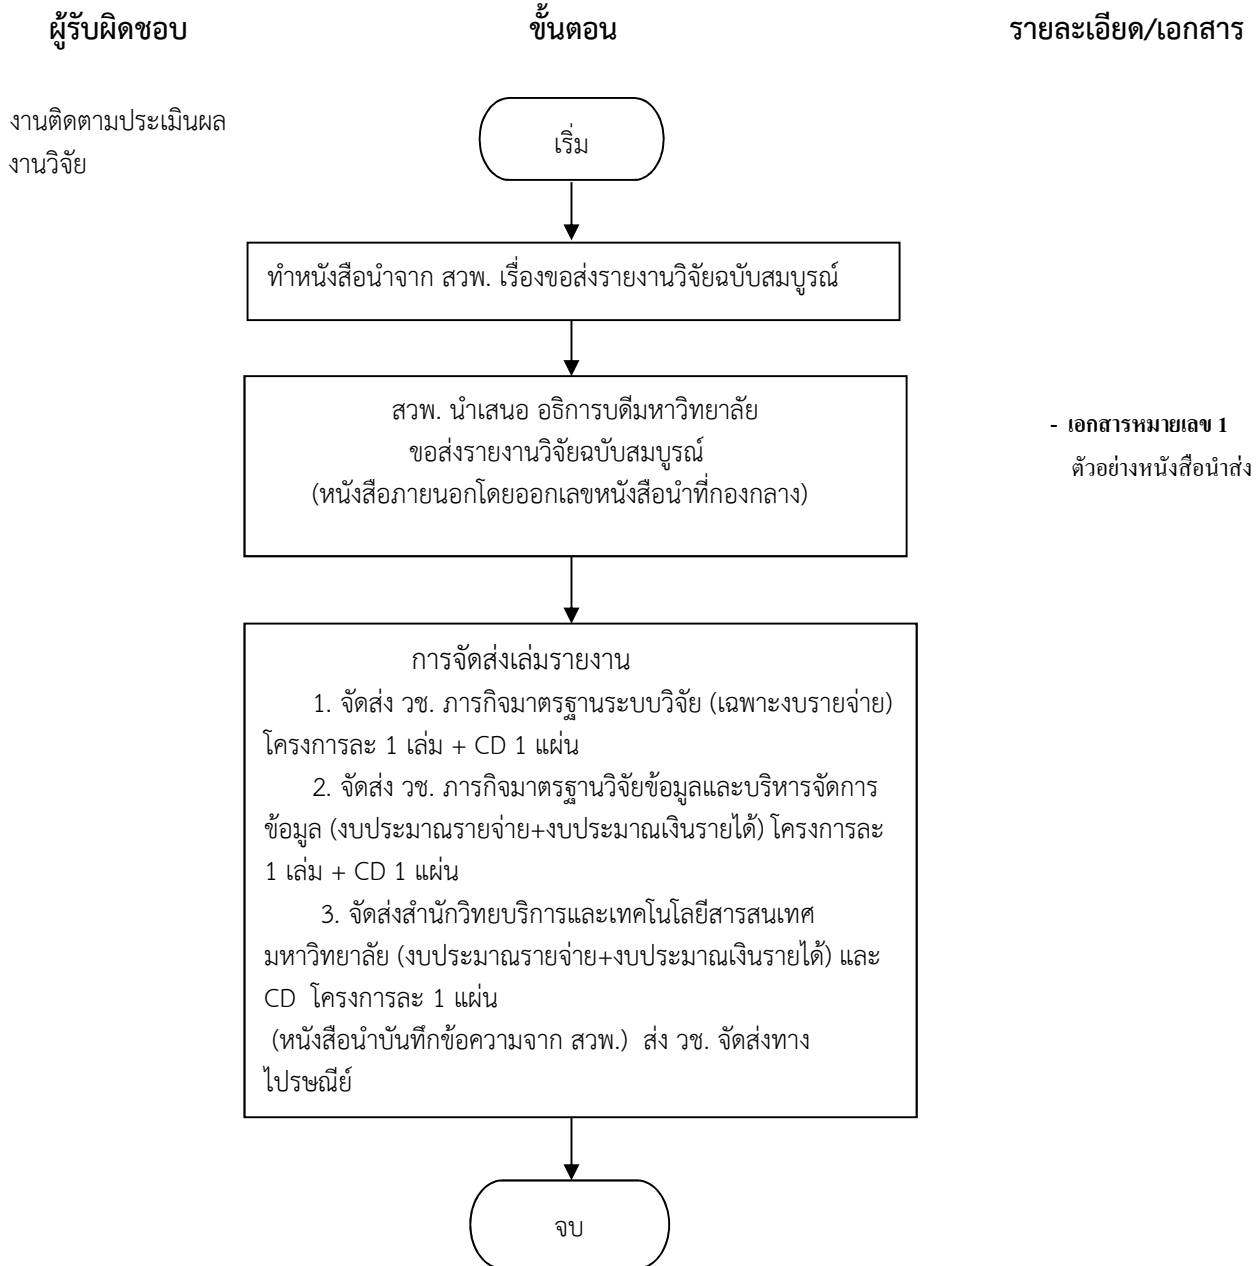 ผู้รับผิดชอบ
ขั้นตอน
รายละเอียด/เอกสาร
งานติดตามประเมินผล
งานวิจัย
เริ่ม
ทำหนังสือนำจาก สวพ. เรื่องขอส่งรายงานวิจัยฉบับสมบูรณ์
สวพ. นำเสนอ อธิการบดีมหาวิทยาลัย
ขอส่งรายงานวิจัยฉบับสมบูรณ์
(หนังสือภายนอกโดยออกเลขหนังสือนำที่กองกลาง)
- เอกสารหมายเลข 1
ตัวอย่างหนังสือนำส่ง
การจัดส่งเล่มรายงาน
1. จัดส่ง วช. ภารกิจมาตรฐานระบบวิจัย (เฉพาะงบรายจ่าย)
โครงการละ 1 เล่ม + CD 1 แผ่น
2. จัดส่ง วช. ภารกิจมาตรฐานวิจัยข้อมูลและบริหารจัดการ
ข้อมูล (งบประมาณรายจ่าย+งบประมาณเงินรายได้) โครงการละ
1 เล่ม + CD 1 แผ่น
3. จัดส่งสำนักวิทยบริการและเทคโนโลยีสารสนเทศ
มหาวิทยาลัย (งบประมาณรายจ่าย+งบประมาณเงินรายได้) และ
CD โครงการละ 1 แผ่น
(หนังสือนำบันทึกข้อความจาก สวพ.) ส่ง วช. จัดส่งทาง
ไปรษณีย์
จบ